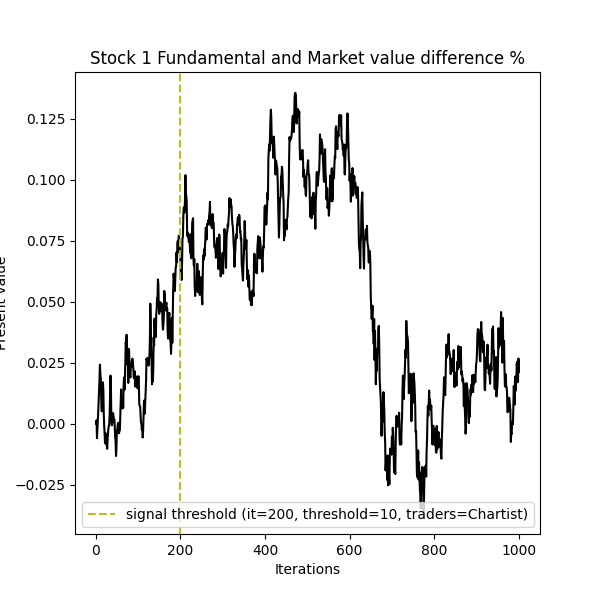 Stock 1 Fundamental and Market value difference %
0.125
0.100
0.075
0.050
0.025
0.000
−0.025
Present value
signal threshold (it=200, threshold=10, traders=Chartist)
0 200 400 600 800 1000
Iterations